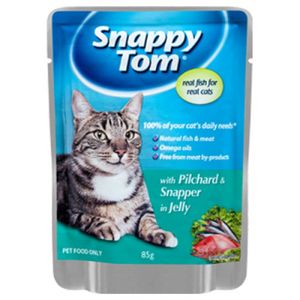 Snappy
Tom®
real fish for
real cats
100% of your cat's daily needs*
Natural fish & meat
Omega oils
Free from meat by-products
with Pilchard &
Snapper
in Jelly
PET FOOD ONLY
85g